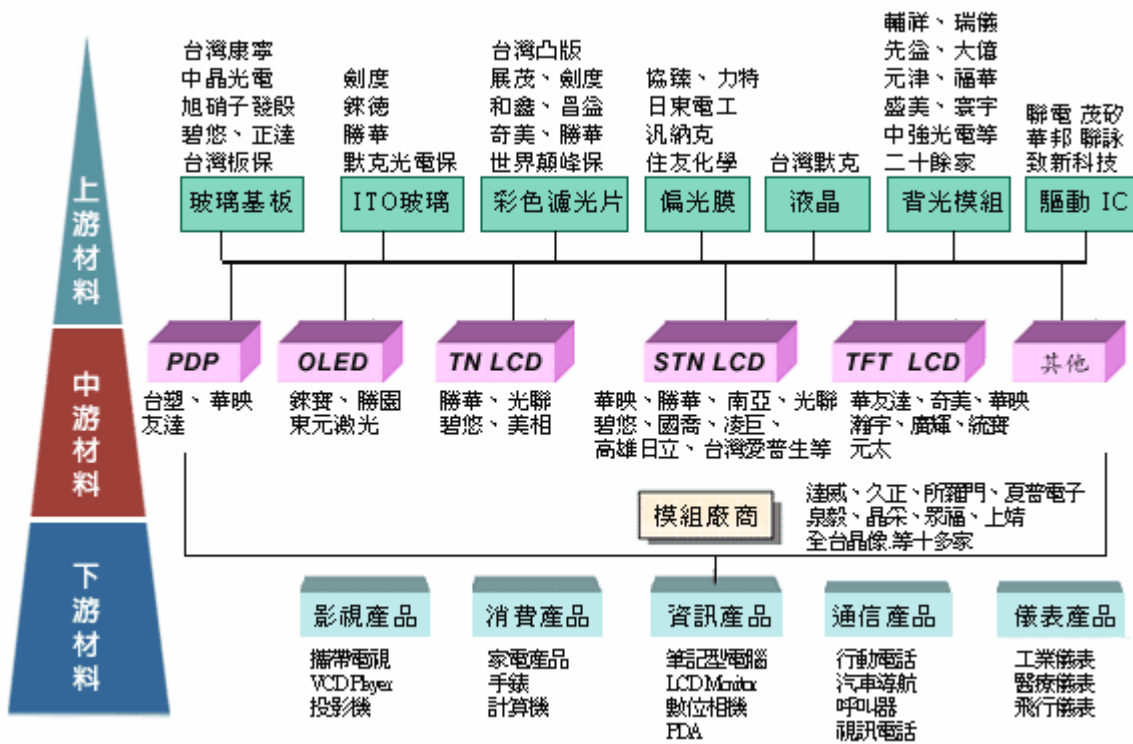 上游材料
台灣康寧
中晶光電
旭硝子發殷
碧悠、正達
台灣板保
玻璃基板
劍度
錸德
勝華
默克光電保
ITO玻璃
台灣凸版
展茂、劍度
和鑫、昌益
奇美、勝華
世界顛峰保
彩色濾光片
協臻、力特
日東電工
汎納克
住友化學
偏光膜
台灣默克
液晶
輔祥、瑞儀
先益、大億
元津、福華
盛美、寰宇
中強光電等
二十餘家
背光模組
聯電 茂矽
華邦 聯詠
致新科技
驅動 IC
中游材料
PDP
台塑、華映
友達
OLED
錸寶、勝園
東元激光
TN LCD
勝華、光聯
碧悠、美相
STN LCD
華映、勝華、南亞、光聯
碧悠、國喬、凌巨、
高雄日立、台灣愛普生等
TFT LCD
華友達、奇美、華映
瀚宇、廣輝、統寶
元太
其他
模組廠商
達威、久正、所羅門、夏普電子
泉毅、晶采、眾福、上婧
全台晶像.等十多家
下游材料
影視產品
攜帶電視
VCD Player
投影機
消費產品
家電產品
手錶
計算機
資訊產品
筆記型電腦
LCD Monitor
數位相機
PDA
通信產品
行動電話
汽車導航
呼叫器
視訊電話
儀表產品
工業儀表
醫療儀表
飛行儀表